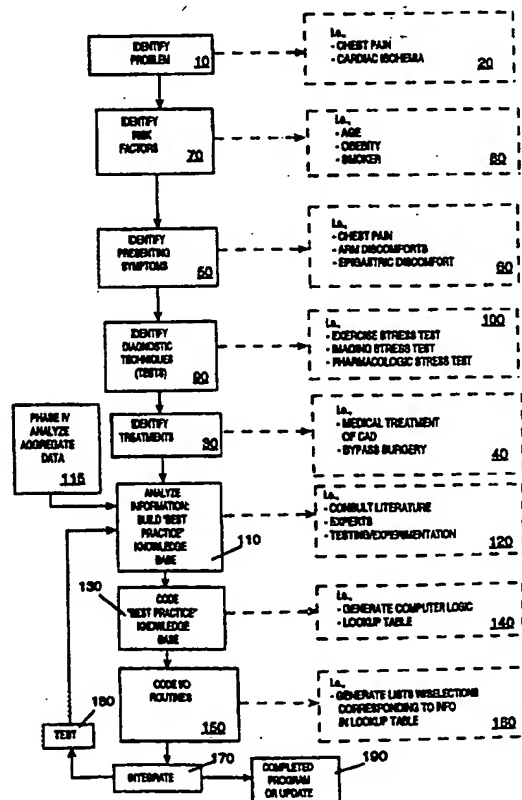 IDENTIFY
PROBLEM
10
i.e.,
- CHEST PAIN
- CARDIAC ISCHEMIA
20
IDENTIFY
RISK
FACTORS
70
i.e.,
- AGE
- OBESITY
- SMOKER
80
IDENTIFY
PRESENTING
SYMPTOMS
50
i.e.,
- CHEST PAIN
- ARM DISCOMFORTS
- EPIGASTRIC DISCOMFORT
60
IDENTIFY
DIAGNOSTIC
TECHNIQUES
(TESTS)
90
i.e.,
100
- EXERCISE STRESS TEST
- IMAGING STRESS TEST
- PHARMACOLOGIC STRESS TEST
PHASE IV
ANALYZE
AGGREGATE
DATA
115
IDENTIFY
TREATMENTS
30
i.e.,
- MEDICAL TREATMENT
OF CAD
- BYPASS SURGERY
40
ANALYZE
INFORMATION:
BUILD "BEST
PRACTICE"
KNOWLEDGE
BASE
110
i.e.,
- CONSULT LITERATURE
- EXPERTS
- TESTING/EXPERIMENTATION
120
130
CODE
"BEST PRACTICE"
KNOWLEDGE
BASE
i.e.,
- GENERATE COMPUTER LOGIC
- LOOKUP TABLE
140
CODE I/O
ROUTINES
150
i.e.,
- GENERATE LISTS W/SELECTIONS
CORRESPONDING TO INFO
IN LOOKUP TABLE
160
180
TEST
170
INTEGRATE
190
COMPLETED
PROGRAM
OR UPDATE